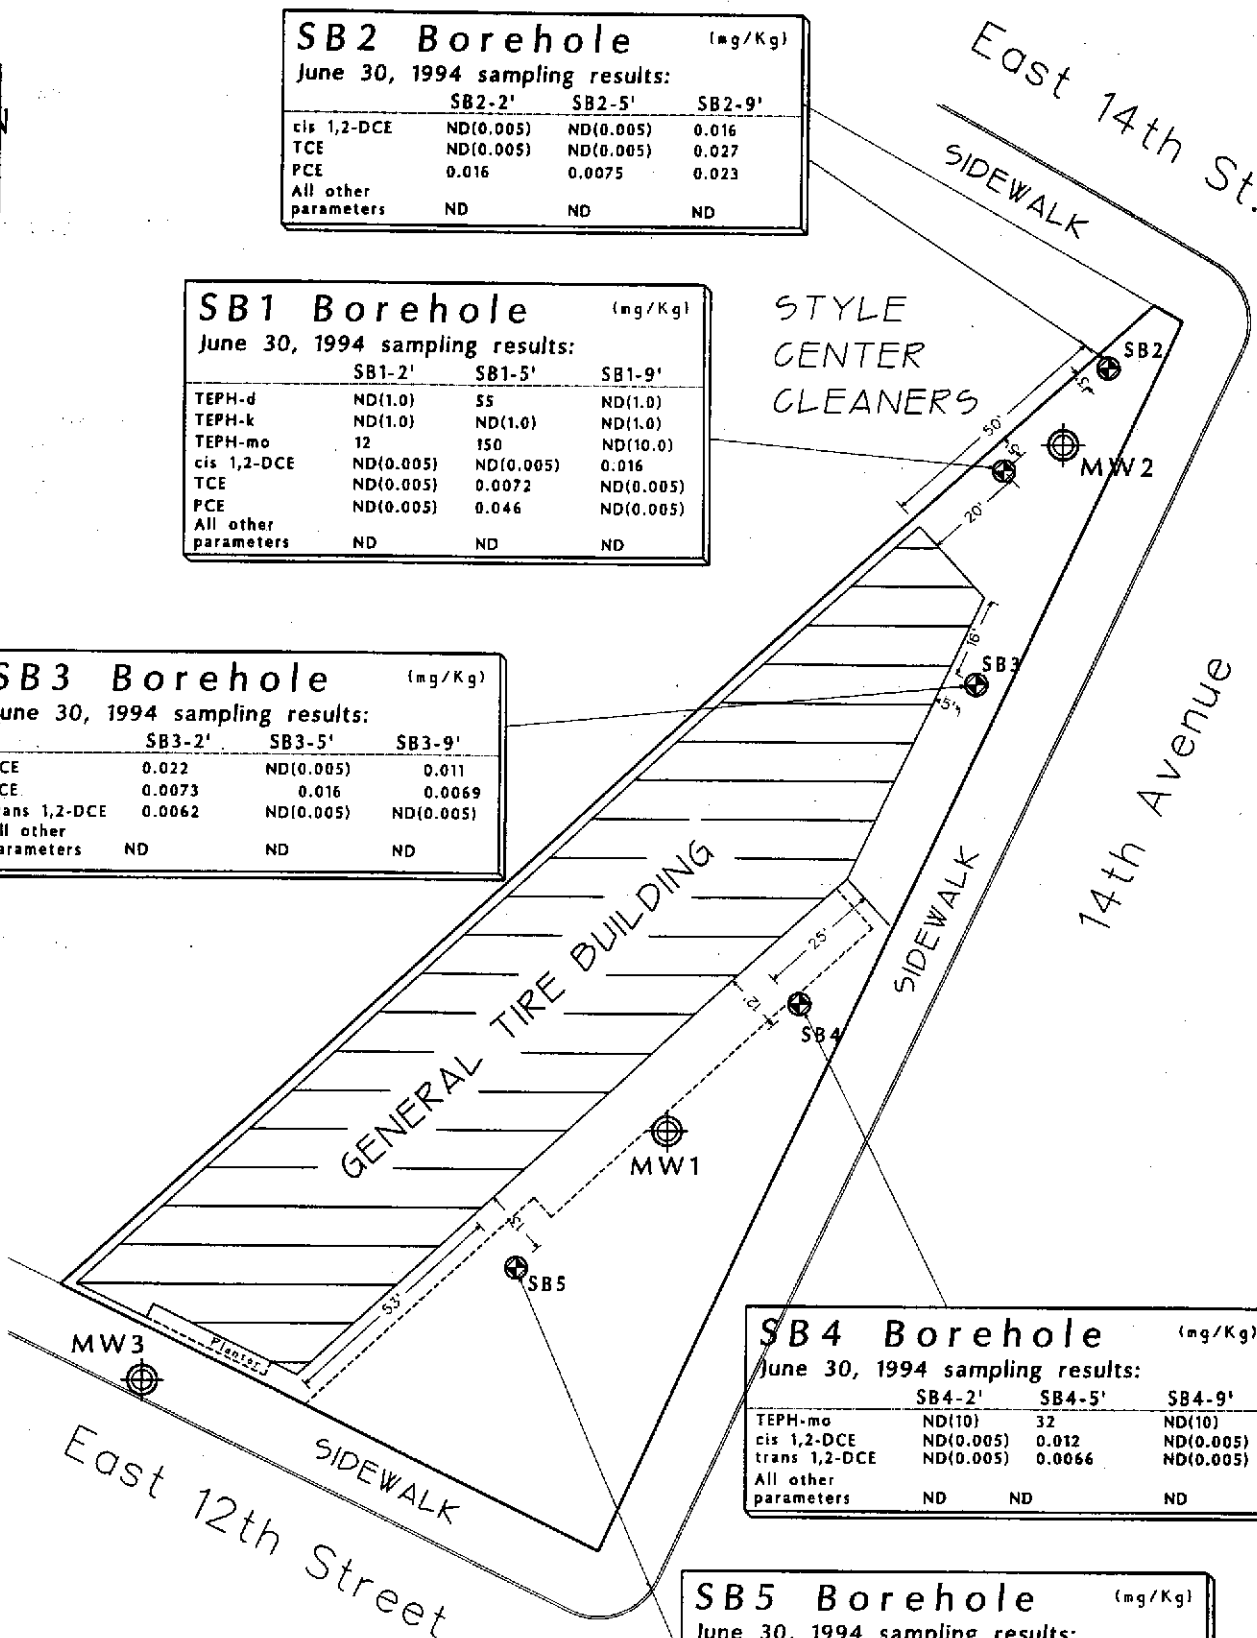 N
SB2 Borehole (mg/Kg)
June 30, 1994 sampling results:
SB2-2' SB2-5' SB2-9'
cis 1,2-DCE ND(0.005) ND(0.005) 0.016
TCE ND(0.005) ND(0.005) 0.027
PCE 0.016 0.0075 0.023
All other
parameters ND ND ND
East 14th St.
SIDEWALK
SB1 Borehole (mg/Kg)
June 30, 1994 sampling results:
SB1-2' SB1-5' SB1-9'
TEPH-d ND(1.0) 55 ND(1.0)
TEPH-k ND(1.0) ND(1.0) ND(1.0)
TEPH-mo 12 150 ND(10.0)
cis 1,2-DCE ND(0.005) ND(0.005) 0.016
TCE ND(0.005) 0.0072 ND(0.005)
PCE ND(0.005) 0.046 ND(0.005)
All other
parameters ND ND ND
STYLE
CENTER
CLEANERS
SB2
50'
MW2
20'
SB3 Borehole (mg/Kg)
June 30, 1994 sampling results:
SB3-2' SB3-5' SB3-9'
CE 0.022 ND(0.005) 0.011
CE 0.0073 0.016 0.0069
ans 1,2-DCE 0.0062 ND(0.005) ND(0.005)
ll other
arameters ND ND ND
16'
SB3
5'
14th Avenue
GENERAL TIRE BUILDING
SIDEWALK
25'
12'
SB4
MW1
15'
SB5
53'
Planter
MW3
SIDEWALK
East 12th Street
SB4 Borehole (mg/Kg)
June 30, 1994 sampling results:
SB4-2' SB4-5' SB4-9'
TEPH-mo ND(10) 32 ND(10)
cis 1,2-DCE ND(0.005) 0.012 ND(0.005)
trans 1,2-DCE ND(0.005) 0.0066 ND(0.005)
All other
parameters ND ND ND
SB5 Borehole (mg/Kg)
June 30, 1994 sampling results: